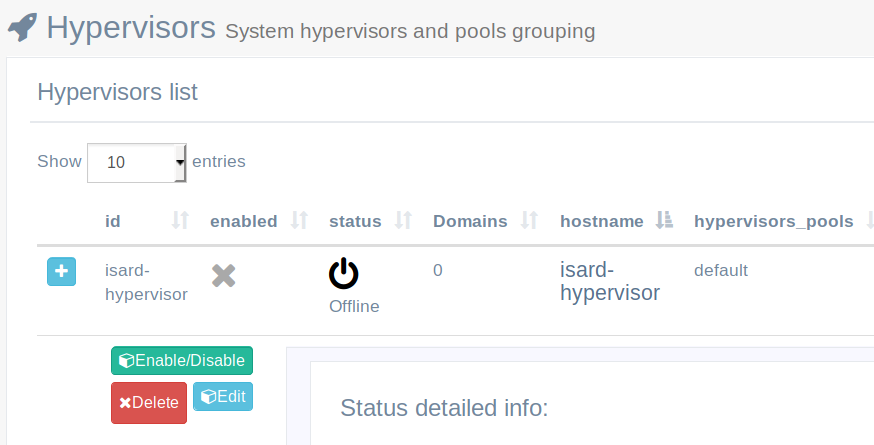 Hypervisors System hypervisors and pools grouping
Hypervisors list
Show 10 entries
id enabled status Domains hostname hypervisors_pools
isard-hypervisor Offline 0 isard-hypervisor default
Enable/Disable
Delete Edit
Status detailed info: